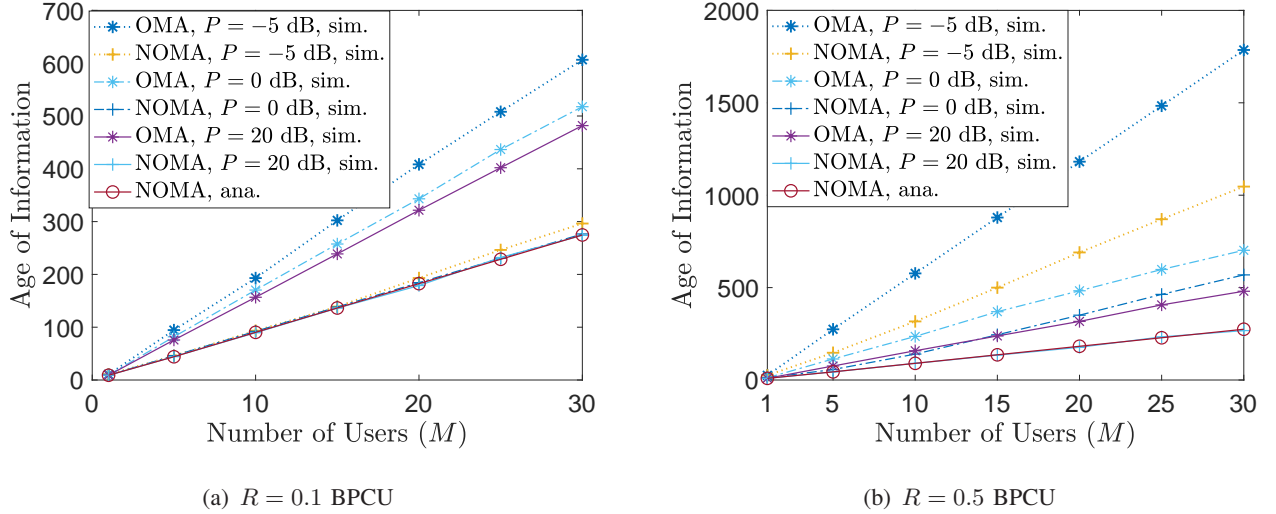 700
600
500
400
300
200
100
0
Age of Information
OMA, P = −5 dB, sim.
NOMA, P = −5 dB, sim.
OMA, P = 0 dB, sim.
NOMA, P = 0 dB, sim.
OMA, P = 20 dB, sim.
NOMA, P = 20 dB, sim.
NOMA, ana.
0 10 20 30
Number of Users (M)
(a) R = 0.1 BPCU
2000
1500
1000
500
0
Age of Information
OMA, P = −5 dB, sim.
NOMA, P = −5 dB, sim.
OMA, P = 0 dB, sim.
NOMA, P = 0 dB, sim.
OMA, P = 20 dB, sim.
NOMA, P = 20 dB, sim.
NOMA, ana.
1 5 10 15 20 25 30
Number of Users (M)
(b) R = 0.5 BPCU